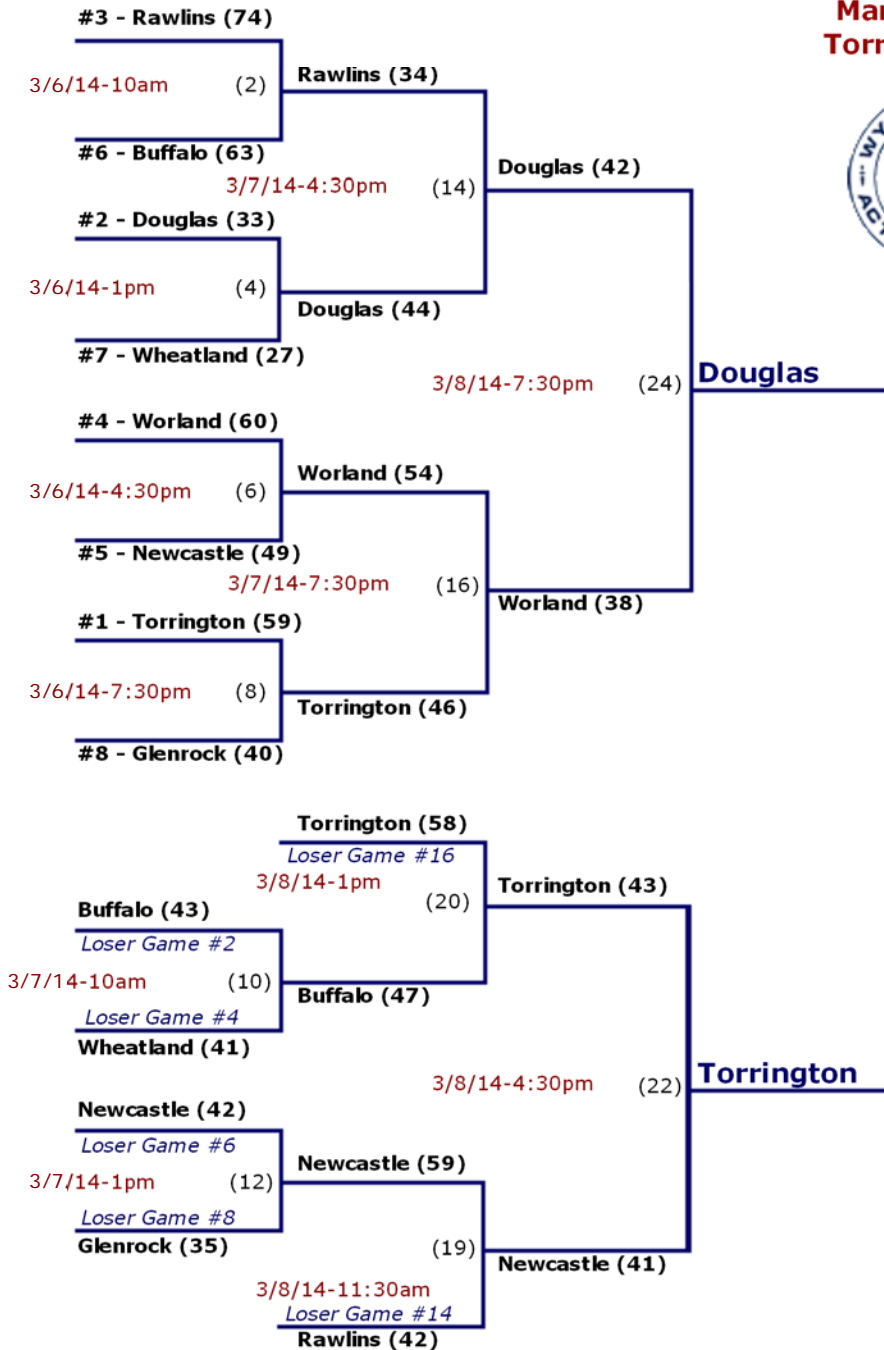 #3 - Rawlins (74)
3/6/14-10am (2)
Rawlins (34)
#6 - Buffalo (63)
3/7/14-4:30pm (14)
Douglas (42)
#2 - Douglas (33)
3/6/14-1pm (4)
Douglas (44)
#7 - Wheatland (27)
3/8/14-7:30pm (24)
Douglas
#4 - Worland (60)
Worland (54)
3/6/14-4:30pm (6)
#5 - Newcastle (49)
3/7/14-7:30pm (16)
Worland (38)
#1 - Torrington (59)
3/6/14-7:30pm (8)
Torrington (46)
#8 - Glenrock (40)
Torrington (58)
Loser Game #16
3/8/14-1pm
(20)
Torrington (43)
Buffalo (43)
Loser Game #2
3/7/14-10am (10)
Buffalo (47)
Loser Game #4
Wheatland (41)
3/8/14-4:30pm (22)
Torrington
Newcastle (42)
Loser Game #6
Newcastle (59)
3/7/14-1pm (12)
Loser Game #8
Glenrock (35)
(19)
Newcastle (41)
3/8/14-11:30am
Loser Game #14
Rawlins (42)